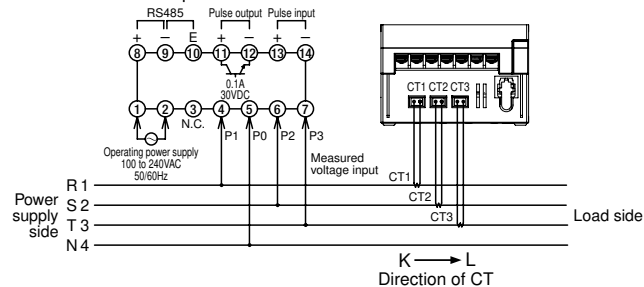 RS485 Pulse output Pulse input
+ − E + − + −
8 9 10 11 12 13 14
0.1A
30VDC
CT1 CT2 CT3
1 2 3 4 5 6 7
N.C. P1 P0 P2 P3
Operating power supply
100 to 240VAC
50/60Hz
Measured
voltage input
CT1
R 1
CT2
Power
supply
side
S 2
CT3
T 3
Load side
N 4
K L
Direction of CT